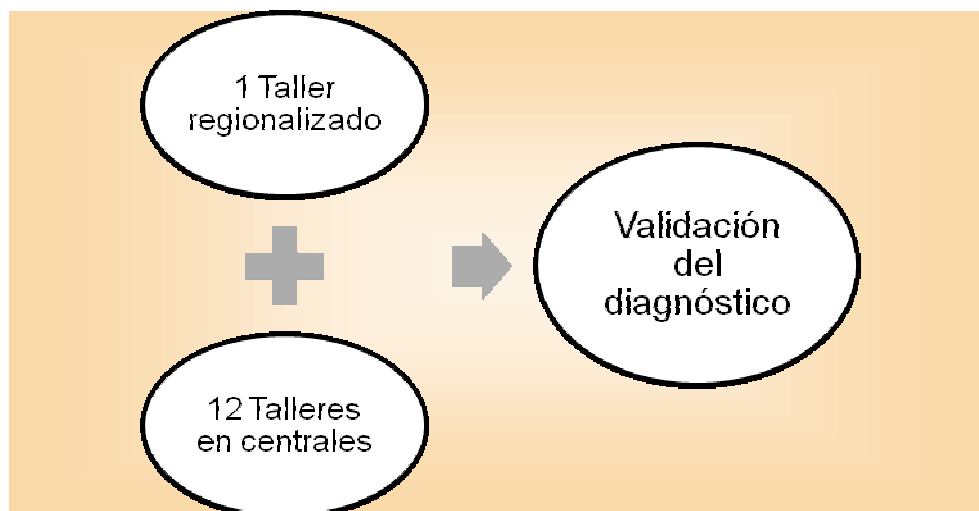 1 Taller
regionalizado
12 Talleres
en centrales
Validación
del
diagnóstico